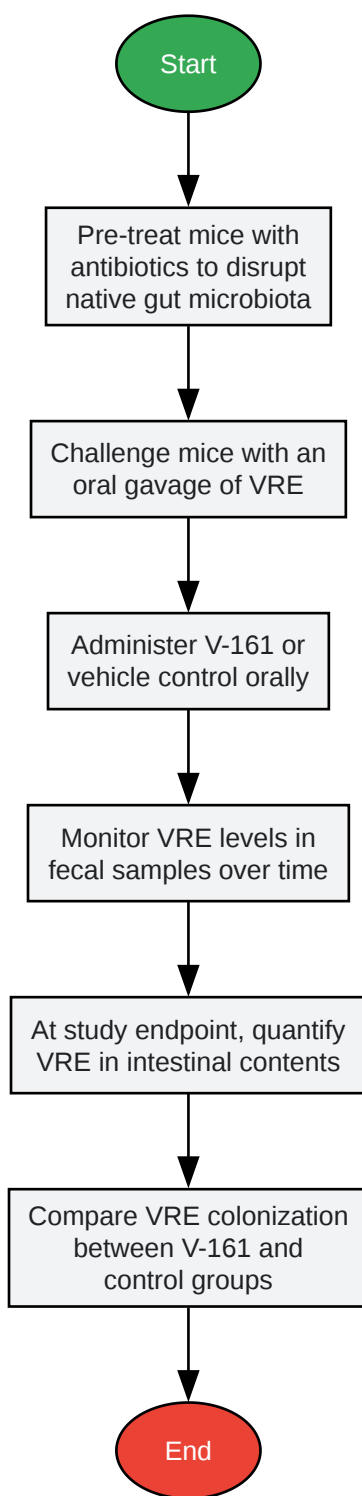 Start
Pre-treat mice with
antibiotics to disrupt
native gut microbiota
Challenge mice with an
oral gavage of VRE
Administer V-161 or
vehicle control orally
Monitor VRE levels in
fecal samples over time
At study endpoint, quantify
VRE in intestinal contents
Compare VRE colonization
between V-161 and
control groups
End